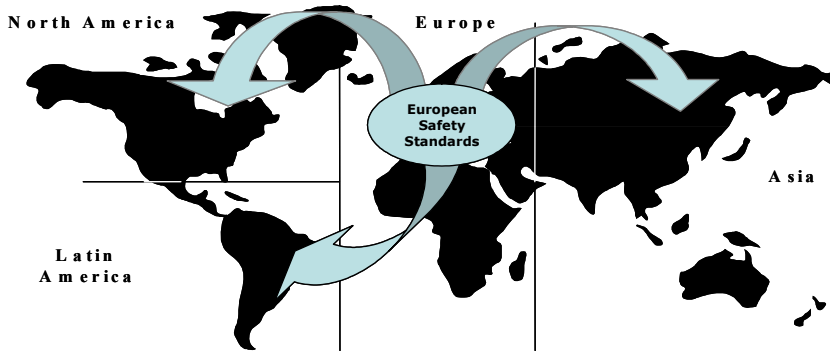 North America
Europe
European
Safety
Standards
Asia
Latin
America